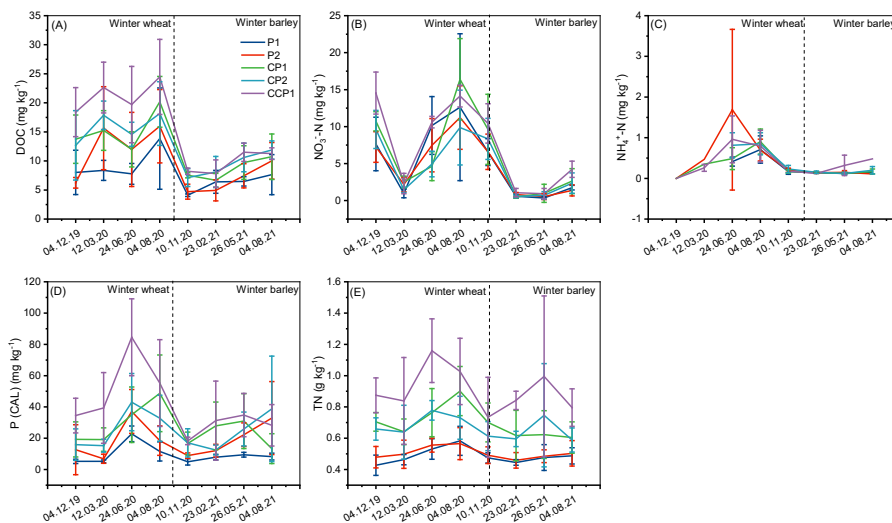 (A)
Winter wheat
Winter barley
P1
P2
CP1
CP2
CCP1
DOC (mg kg⁻¹)
35
30
25
20
15
10
5
0
04.12.19
12.03.20
24.06.20
04.08.20
10.11.20
23.02.21
26.05.21
04.08.21
(B)
Winter wheat
Winter barley
NO₃⁻-N (mg kg⁻¹)
25
20
15
10
5
0
04.12.19
12.03.20
24.06.20
04.08.20
10.11.20
23.02.21
26.05.21
04.08.21
(C)
Winter wheat
Winter barley
NH₄⁺-N (mg kg⁻¹)
4
3
2
1
0
-1
04.12.19
12.03.20
24.06.20
04.08.20
10.11.20
23.02.21
26.05.21
04.08.21
(D)
Winter wheat
Winter barley
P (CAL) (mg kg⁻¹)
120
100
80
60
40
20
0
04.12.19
12.03.20
24.06.20
04.08.20
10.11.20
23.02.21
26.05.21
04.08.21
(E)
Winter wheat
Winter barley
TN (g kg⁻¹)
1.6
1.4
1.2
1.0
0.8
0.6
0.4
04.12.19
12.03.20
24.06.20
04.08.20
10.11.20
23.02.21
26.05.21
04.08.21